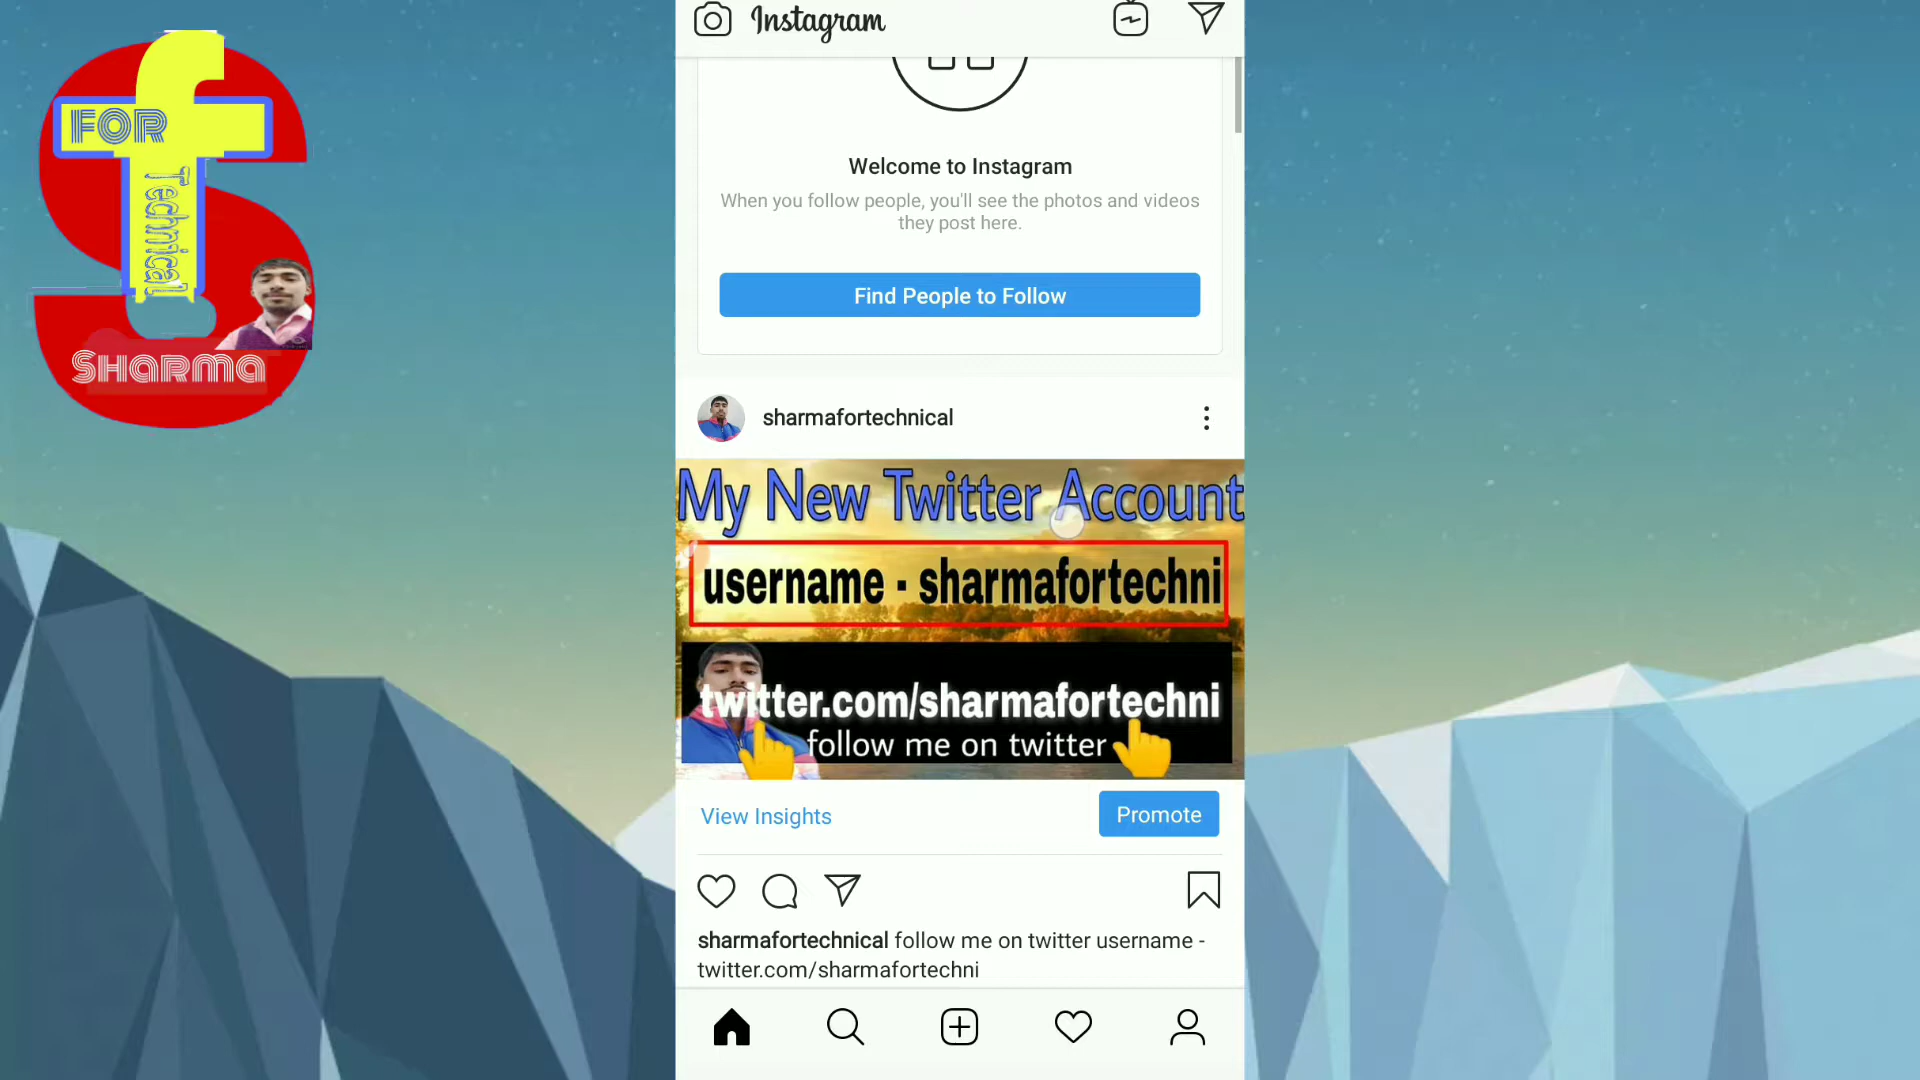 FOR
Technical
Sharma
Instagram
Welcome to Instagram
When you follow people, you'll see the photos and videos
they post here.
Find People to Follow
sharmafortechnical
My New Twitter Account
username - sharmafortechni
twitter.com/sharmafortechni
follow me on twitter
View Insights
Promote
sharmafortechnical follow me on twitter username -
twitter.com/sharmafortechni